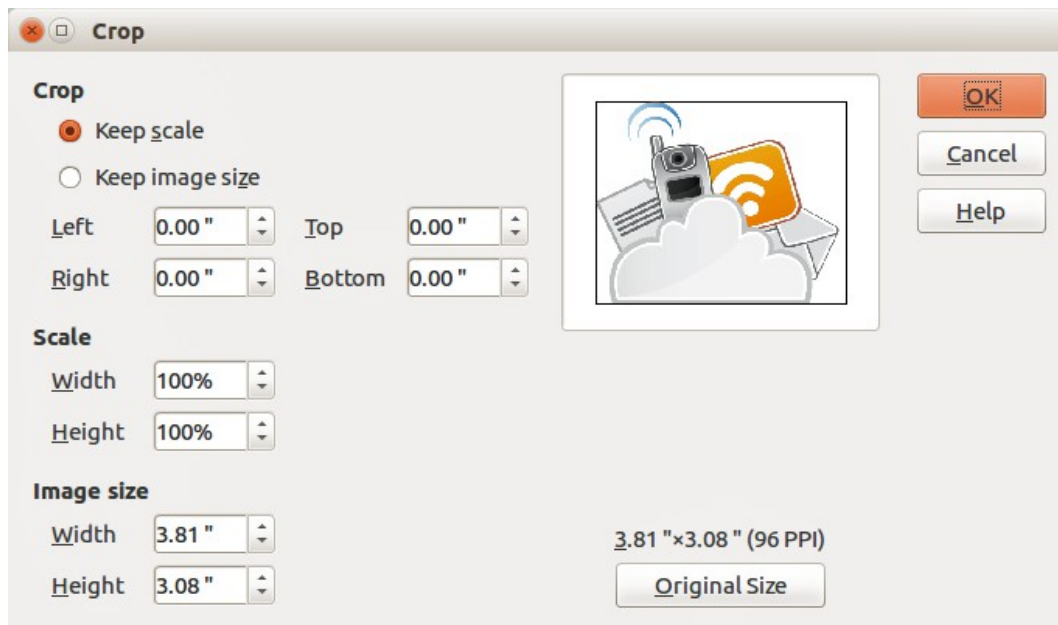 Crop
Crop
Keep scale
Keep image size
Left 0.00 " Top 0.00 "
Right 0.00 " Bottom 0.00 "
Scale
Width 100%
Height 100%
Image size
Width 3.81 "
Height 3.08 "
3.81 "×3.08 " (96 PPI)
Original Size
OK
Cancel
Help